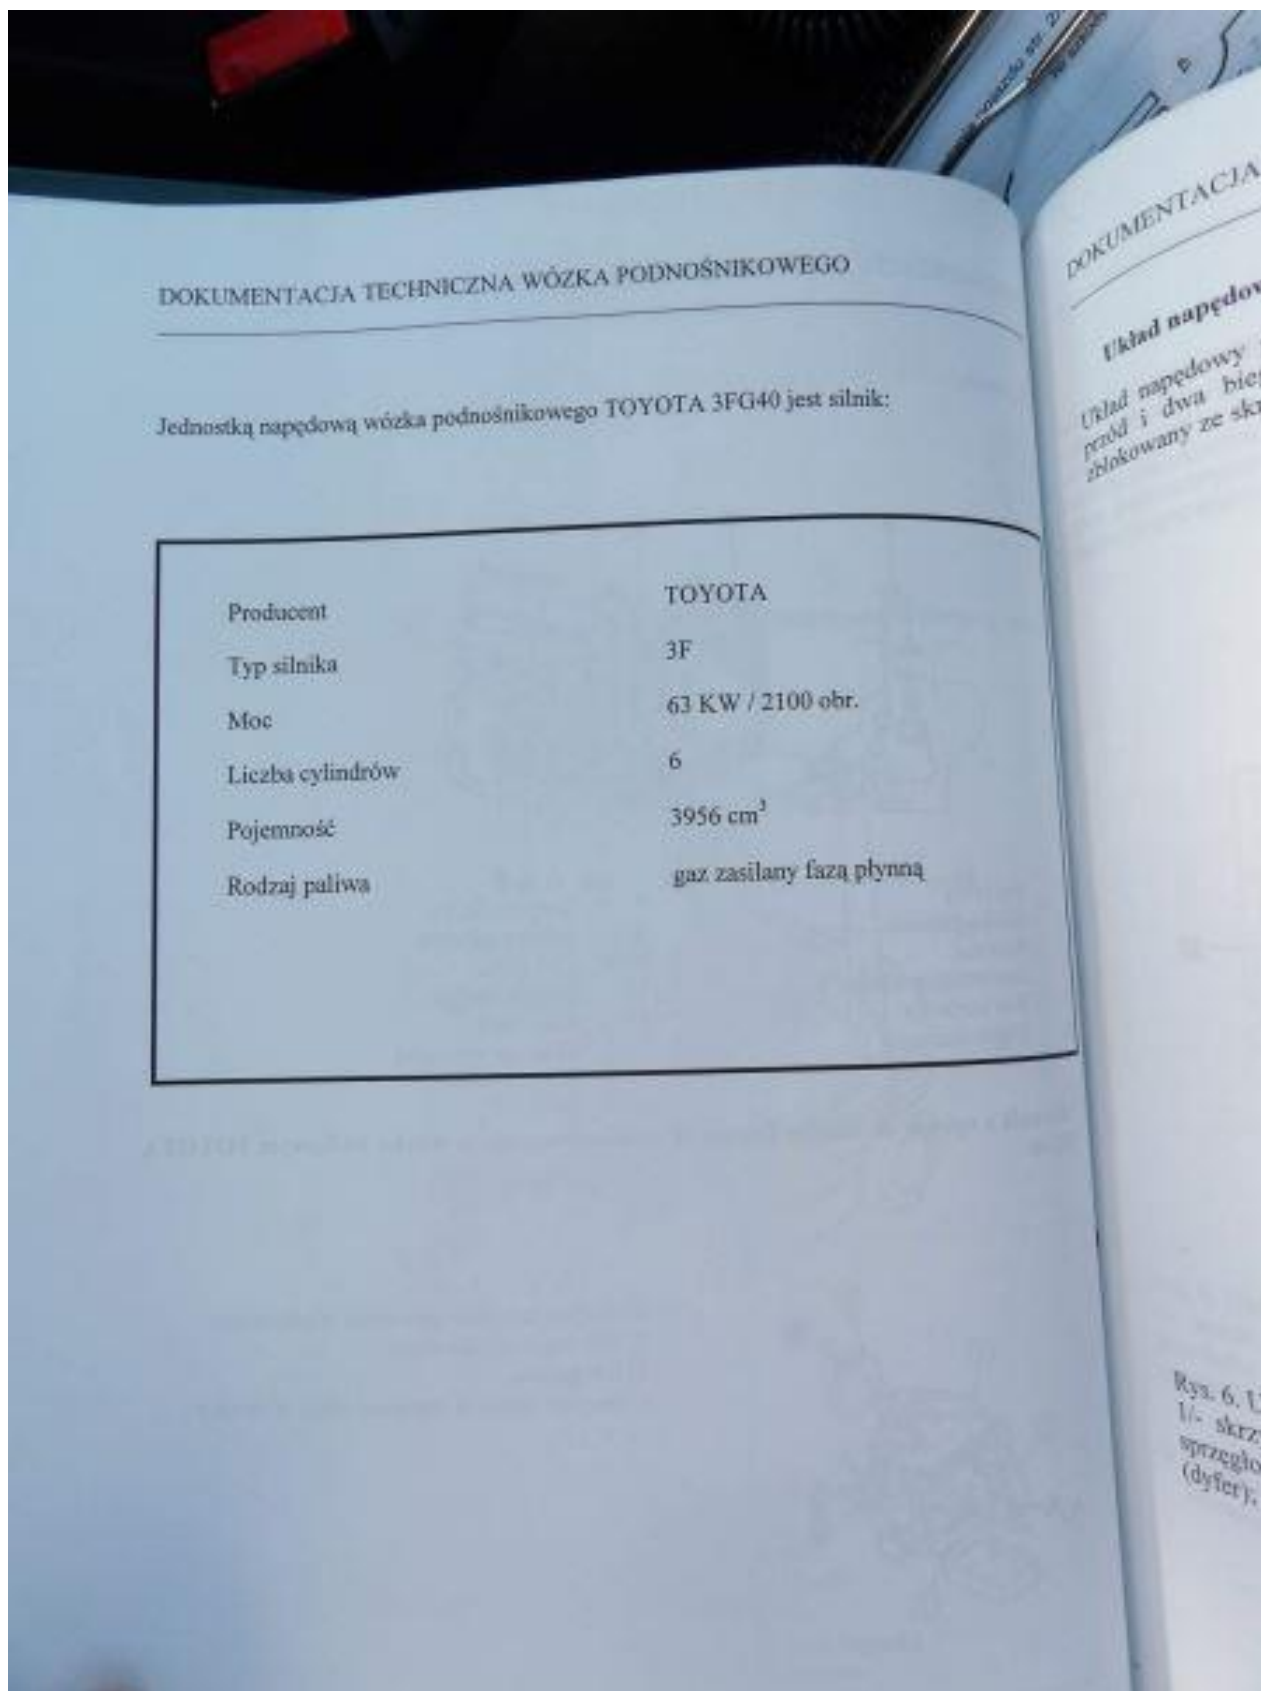 DOKUMENTACJA TECHNICZNA WÓZKA PODNOŚNIKOWEGO
Jednostką napędową wózka podnośnikowego TOYOTA 3FG40 jest silnik:
Producent TOYOTA
Typ silnika 3F
Moc 63 KW / 2100 obr.
Liczba cylindrów 6
Pojemność 3956 cm³
Rodzaj paliwa gaz zasilany fazą płynną
DOKUMENTACJA
Układ napędow
Układ napędowy
przód i dwa bieg
zblokowany ze skr
Rys. 6. U
1/- skrz
sprzęgło
(dyfer),